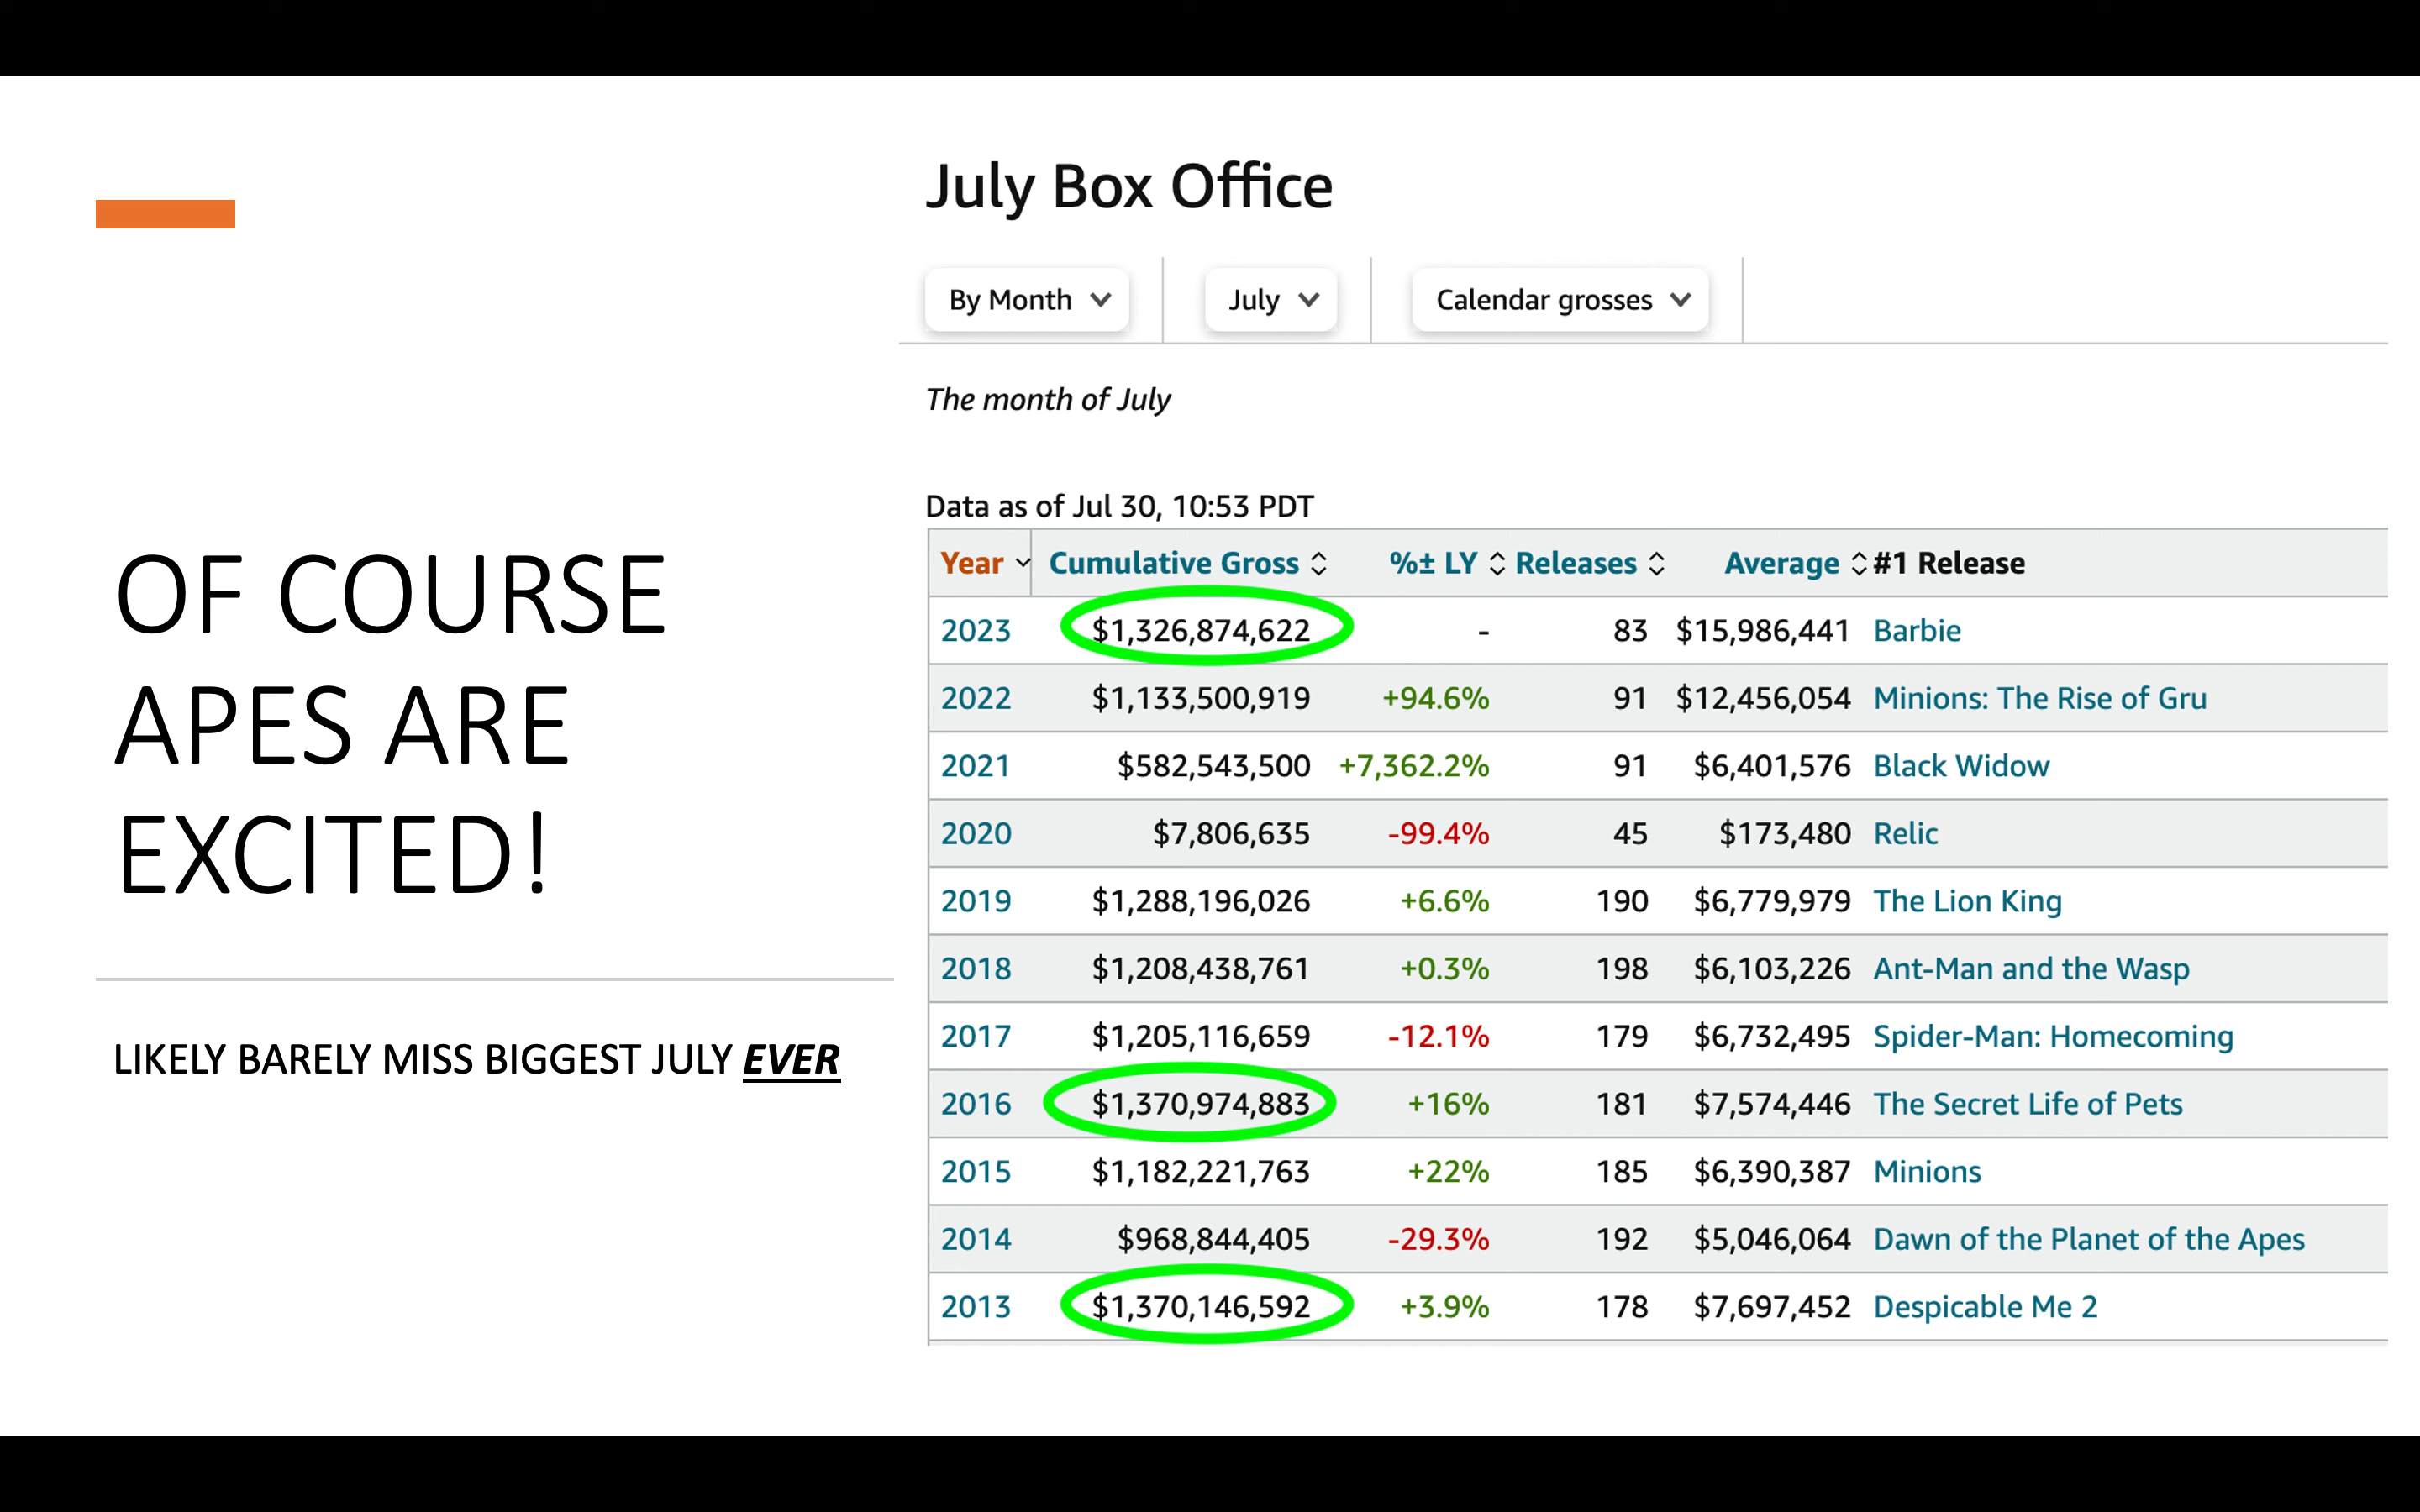 OF COURSE
APES ARE
EXCITED!
LIKELY BARELY MISS BIGGEST JULY EVER
July Box Office
By Month July Calendar grosses
The month of July
Data as of Jul 30, 10:53 PDT
Year Cumulative Gross %± LY Releases Average #1 Release
2023 $1,326,874,622 - 83 $15,986,441 Barbie
2022 $1,133,500,919 +94.6% 91 $12,456,054 Minions: The Rise of Gru
2021 $582,543,500 +7,362.2% 91 $6,401,576 Black Widow
2020 $7,806,635 -99.4% 45 $173,480 Relic
2019 $1,288,196,026 +6.6% 190 $6,779,979 The Lion King
2018 $1,208,438,761 +0.3% 198 $6,103,226 Ant-Man and the Wasp
2017 $1,205,116,659 -12.1% 179 $6,732,495 Spider-Man: Homecoming
2016 $1,370,974,883 +16% 181 $7,574,446 The Secret Life of Pets
2015 $1,182,221,763 +22% 185 $6,390,387 Minions
2014 $968,844,405 -29.3% 192 $5,046,064 Dawn of the Planet of the Apes
2013 $1,370,146,592 +3.9% 178 $7,697,452 Despicable Me 2